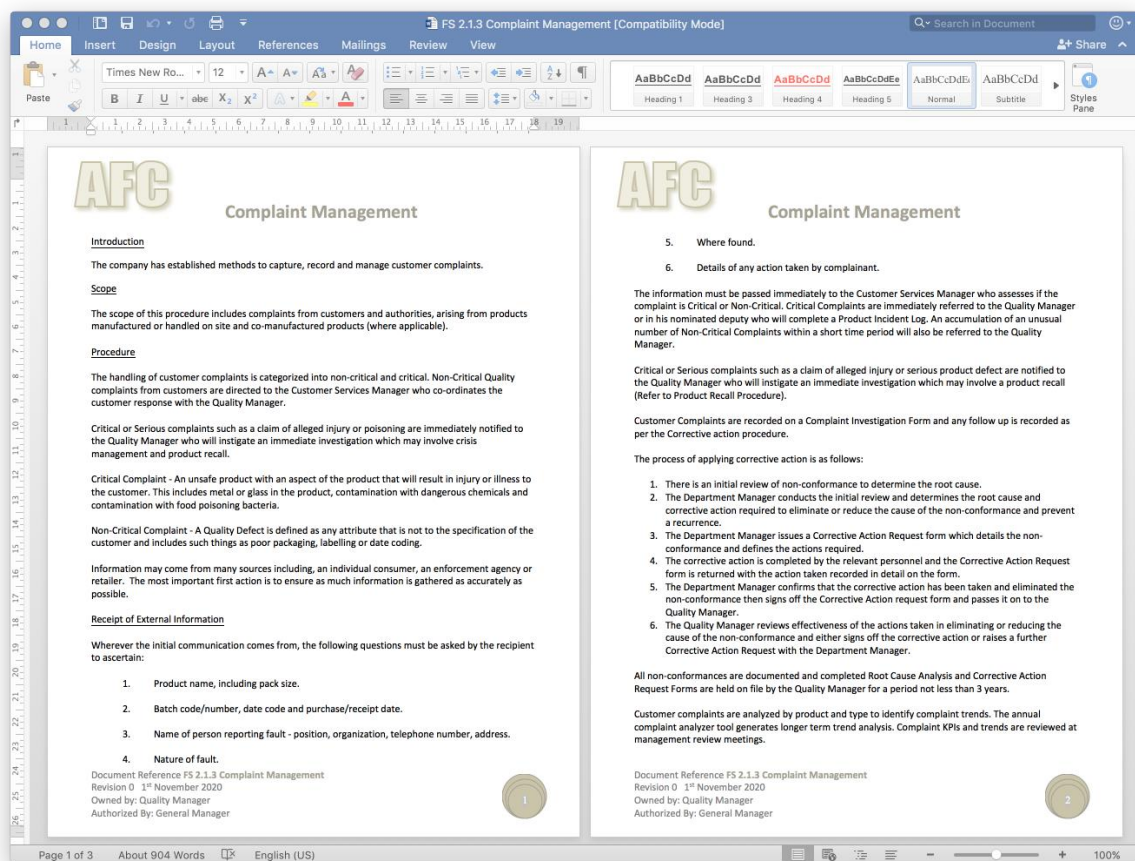 FS 2.1.3 Complaint Management [Compatibility Mode]
Search in Document
Home Insert Design Layout References Mailings Review View
Share
Paste
Times New Ro... 12
AaBbCcDd AaBbCcDd AaBbCcDd AaBbCcDdEe AaBbCcDdE AaBbCcDd
Heading 1 Heading 3 Heading 4 Heading 5 Normal Subtitle
Styles
Pane
AFC
Complaint Management
Introduction
The company has established methods to capture, record and manage customer complaints.
Scope
The scope of this procedure includes complaints from customers and authorities, arising from products
manufactured or handled on site and co-manufactured products (where applicable).
Procedure
The handling of customer complaints is categorized into non-critical and critical. Non-Critical Quality
complaints from customers are directed to the Customer Services Manager who co-ordinates the
customer response with the Quality Manager.
Critical or Serious complaints such as a claim of alleged injury or poisoning are immediately notified to
the Quality Manager who will instigate an immediate investigation which may involve crisis
management and product recall.
Critical Complaint - An unsafe product with an aspect of the product that will result in injury or illness to
the customer. This includes metal or glass in the product, contamination with dangerous chemicals and
contamination with food poisoning bacteria.
Non-Critical Complaint - A Quality Defect is defined as any attribute that is not to the specification of the
customer and includes such things as poor packaging, labelling or date coding.
Information may come from many sources including, an individual consumer, an enforcement agency or
retailer. The most important first action is to ensure as much information is gathered as accurately as
possible.
Receipt of External Information
Wherever the initial communication comes from, the following questions must be asked by the recipient
to ascertain:
1. Product name, including pack size.
2. Batch code/number, date code and purchase/receipt date.
3. Name of person reporting fault - position, organization, telephone number, address.
4. Nature of fault.
Document Reference FS 2.1.3 Complaint Management
Revision 0 1st November 2020
Owned by: Quality Manager
Authorized By: General Manager
1
AFC
Complaint Management
5. Where found.
6. Details of any action taken by complainant.
The information must be passed immediately to the Customer Services Manager who assesses if the
complaint is Critical or Non-Critical. Critical Complaints are immediately referred to the Quality Manager
or in his nominated deputy who will complete a Product Incident Log. An accumulation of an unusual
number of Non-Critical Complaints within a short time period will also be referred to the Quality
Manager.
Critical or Serious complaints such as a claim of alleged injury or serious product defect are notified to
the Quality Manager who will instigate an immediate investigation which may involve a product recall
(Refer to Product Recall Procedure).
Customer Complaints are recorded on a Complaint Investigation Form and any follow up is recorded as
per the Corrective action procedure.
The process of applying corrective action is as follows:
1. There is an initial review of non-conformance to determine the root cause.
2. The Department Manager conducts the initial review and determines the root cause and
corrective action required to eliminate or reduce the cause of the non-conformance and prevent
a recurrence.
3. The Department Manager issues a Corrective Action Request form which details the non-
conformance and defines the actions required.
4. The corrective action is completed by the relevant personnel and the Corrective Action Request
form is returned with the action taken recorded in detail on the form.
5. The Department Manager confirms that the corrective action has been taken and eliminated the
non-conformance then signs off the Corrective Action request form and passes it on to the
Quality Manager.
6. The Quality Manager reviews effectiveness of the actions taken in eliminating or reducing the
cause of the non-conformance and either signs off the corrective action or raises a further
Corrective Action Request with the Department Manager.
All non-conformances are documented and completed Root Cause Analysis and Corrective Action
Request Forms are held on file by the Quality Manager for a period not less than 3 years.
Customer complaints are analyzed by product and type to identify complaint trends. The annual
complaint analyzer tool generates longer term trend analysis. Complaint KPIs and trends are reviewed at
management review meetings.
Document Reference FS 2.1.3 Complaint Management
Revision 0 1st November 2020
Owned by: Quality Manager
Authorized By: General Manager
2
Page 1 of 3 About 904 Words English (US) 100%